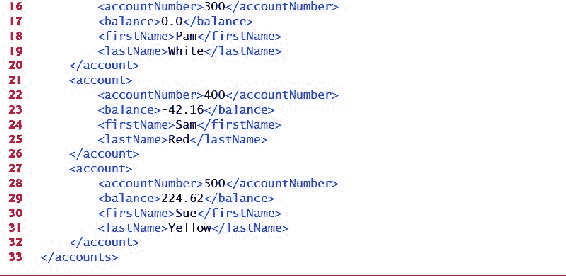 16 <accountNumber>300</accountNumber>
17 <balance>0.0</balance>
18 <firstName>Pam</firstName>
19 <lastName>White</lastName>
20 </account>
21 <account>
22 <accountNumber>400</accountNumber>
23 <balance>-42.16</balance>
24 <firstName>Sam</firstName>
25 <lastName>Red</lastName>
26 </account>
27 <account>
28 <accountNumber>500</accountNumber>
29 <balance>224.62</balance>
30 <firstName>Sue</firstName>
31 <lastName>Yellow</lastName>
32 </account>
33 </accounts>